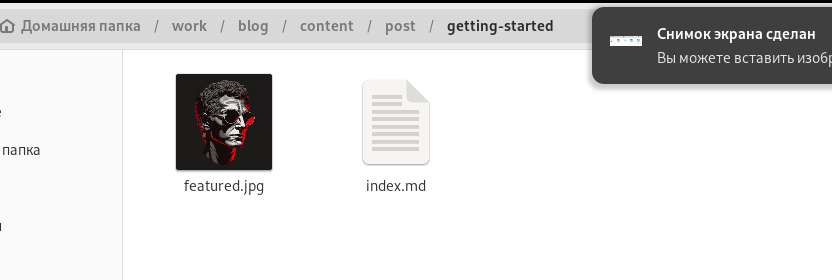 Домашняя папка / work / blog / content / post / getting-started
Снимок экрана сделан
Вы можете вставить
папка
featured.jpg
index.md